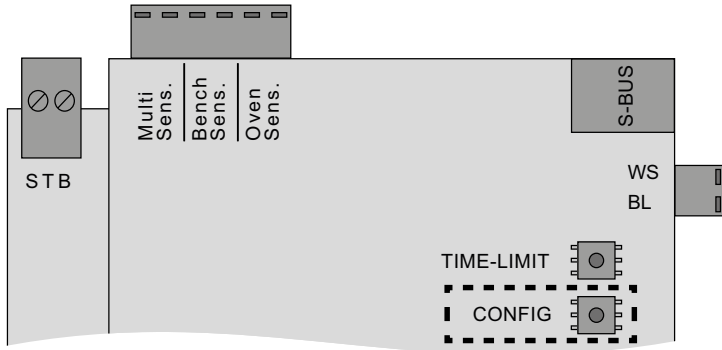 Multi
Sens.
Bench
Sens.
Oven
Sens.
S-BUS
STB
WS
BL
TIME-LIMIT
CONFIG